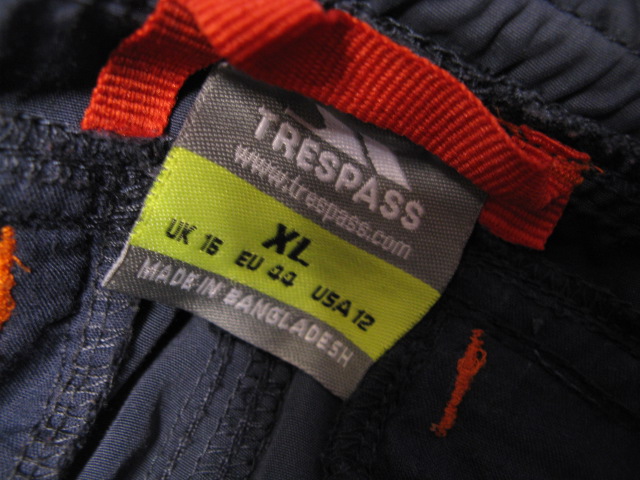 TRESPASS
www.trespass.com
XL
UK 16 EU 44 USA 12
MADE IN BANGLADESH